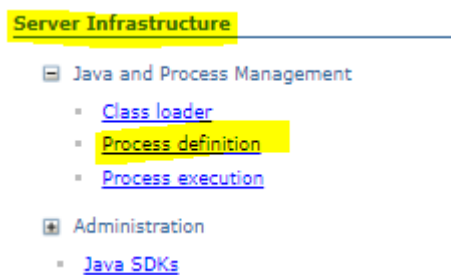 Server Infrastructure
Java and Process Management
Class loader
Process definition
Process execution
Administration
Java SDKs